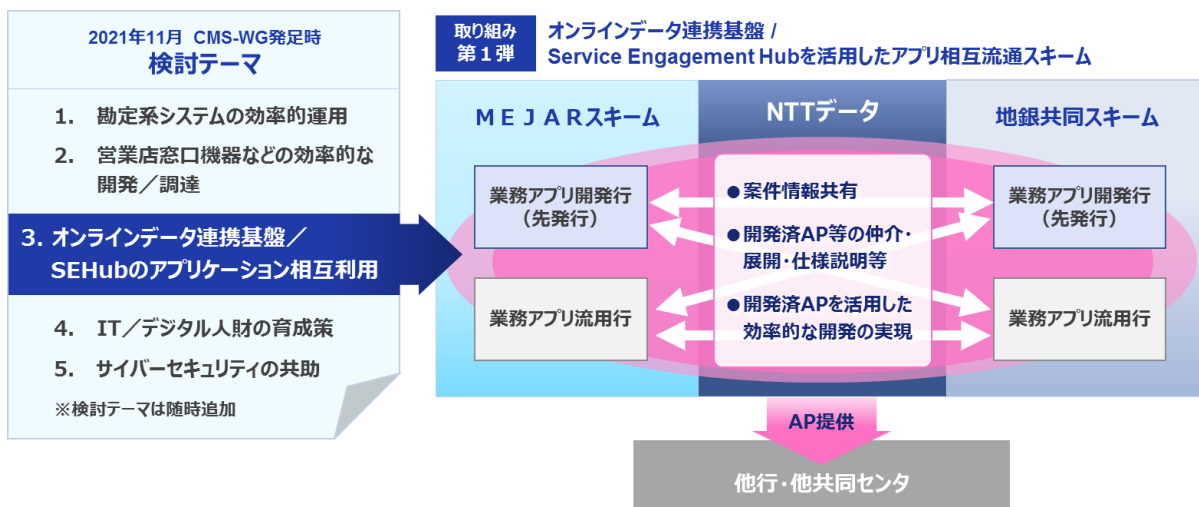 2021年11月 CMS-WG発足時
検討テーマ
1. 勘定系システムの効率的運用
2. 営業店窓口機器などの効率的な
開発／調達
3. オンラインデータ連携基盤／
SEHubのアプリケーション相互利用
4. IT／デジタル人財の育成策
5. サイバーセキュリティの共助
※検討テーマは随時追加
取り組み
第１弾
オンラインデータ連携基盤 /
Service Engagement Hubを活用したアプリ相互流通スキーム
ＭＥＪＡＲスキーム
NTTデータ
地銀共同スキーム
業務アプリ開発行
（先発行）
業務アプリ流用行
●案件情報共有
●開発済AP等の仲介・
展開・仕様説明等
●開発済APを活用した
効率的な開発の実現
業務アプリ開発行
（先発行）
業務アプリ流用行
AP提供
他行・他共同センタ